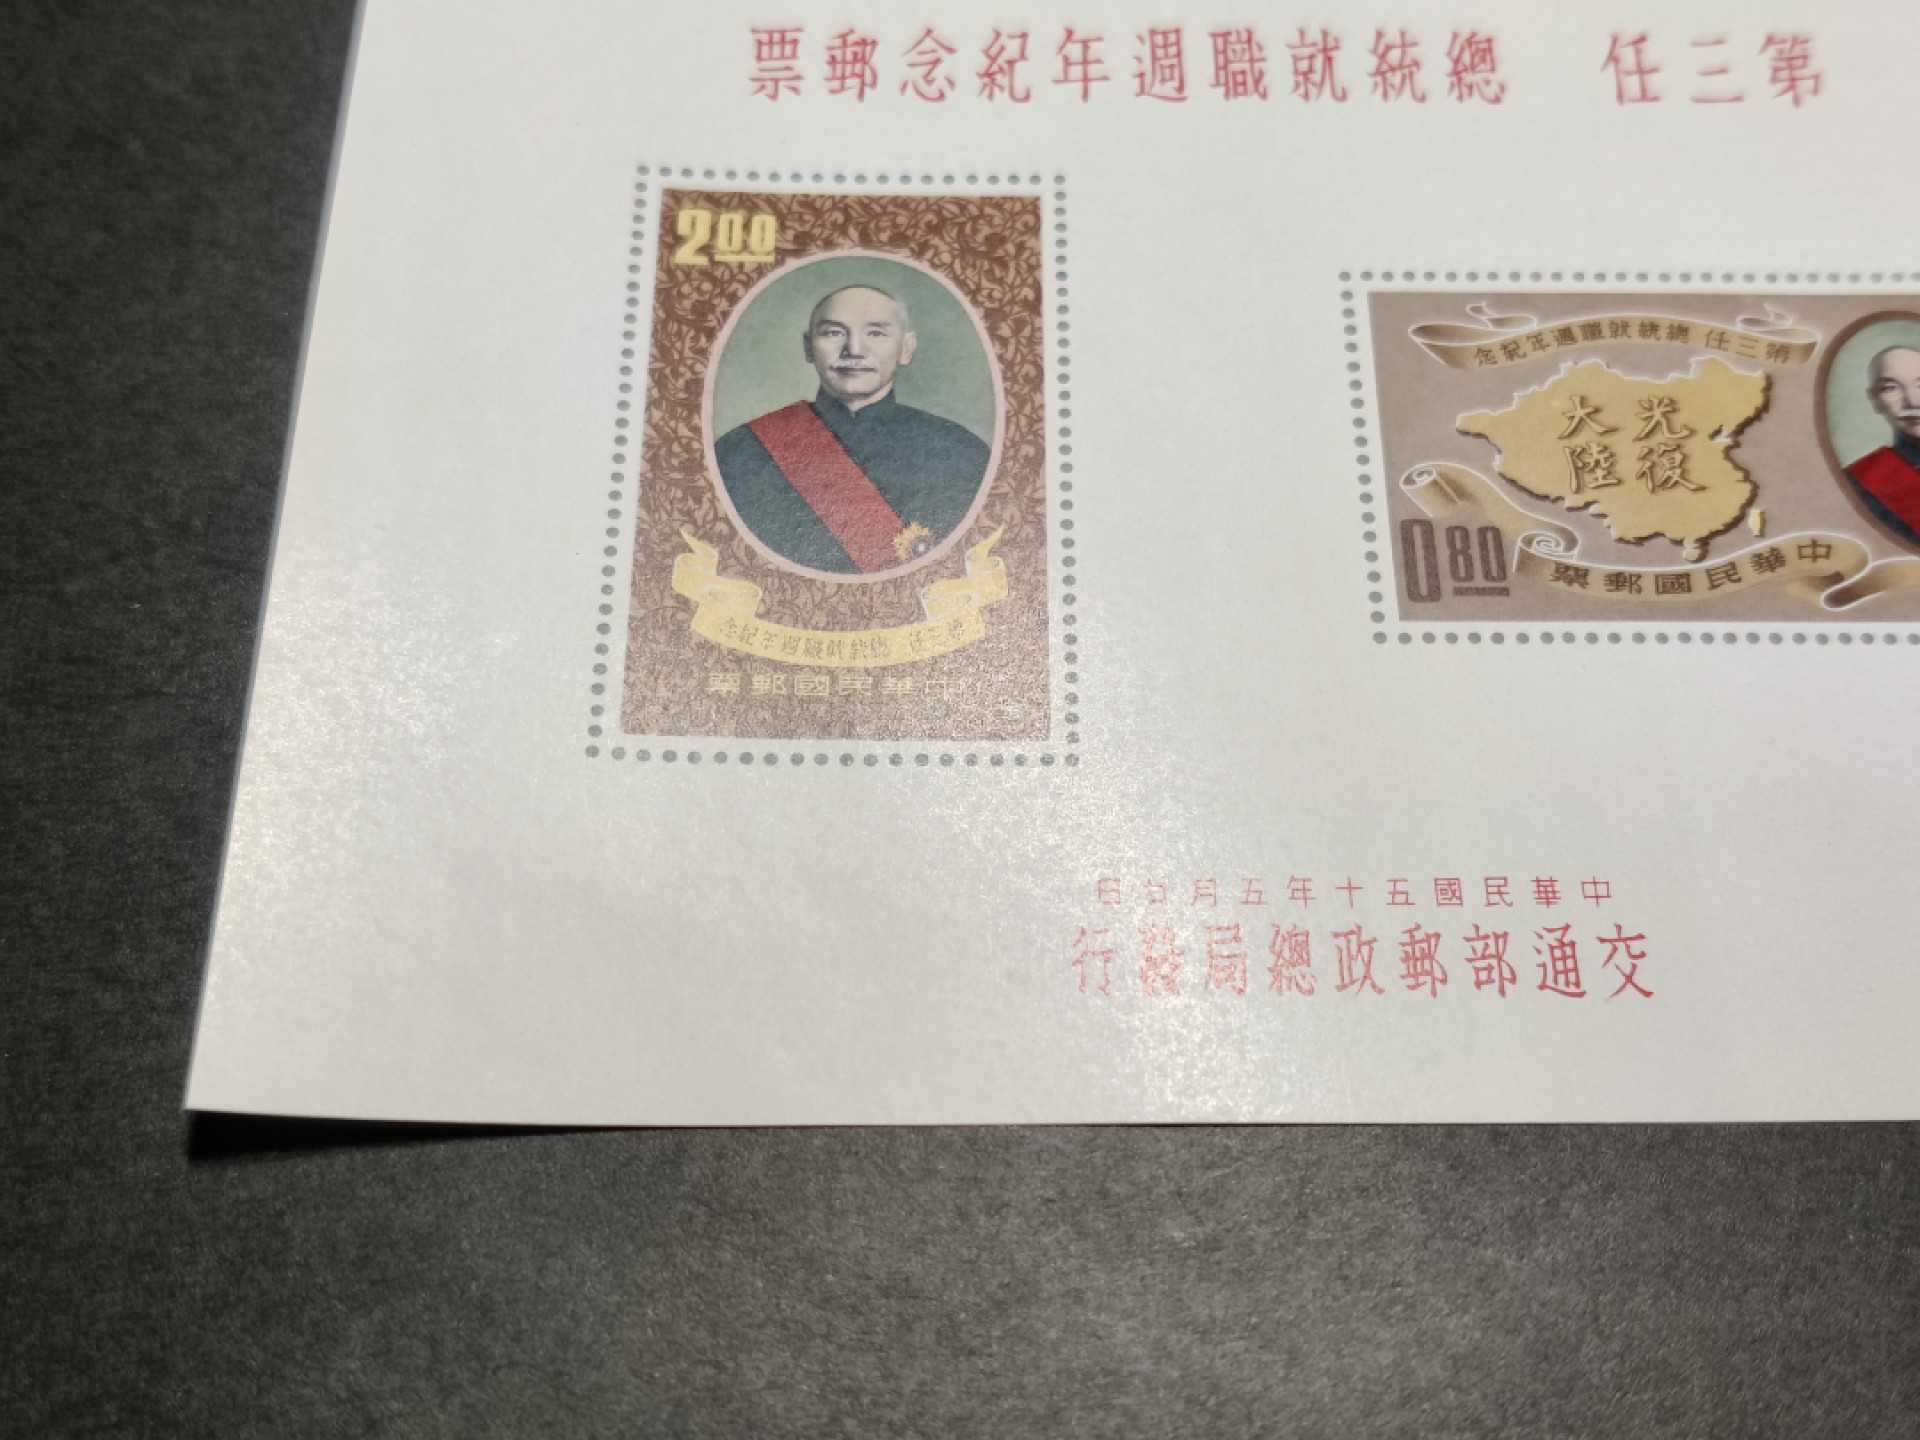 第三任 總統就職週年紀念郵票
2.00
第三任 總統就職週年紀念
中華民國郵票
第三任 總統就職週年紀念
光復
大陸
0.80
中華民國郵票
中華民國五十年五月廿日
交通部郵政總局發行